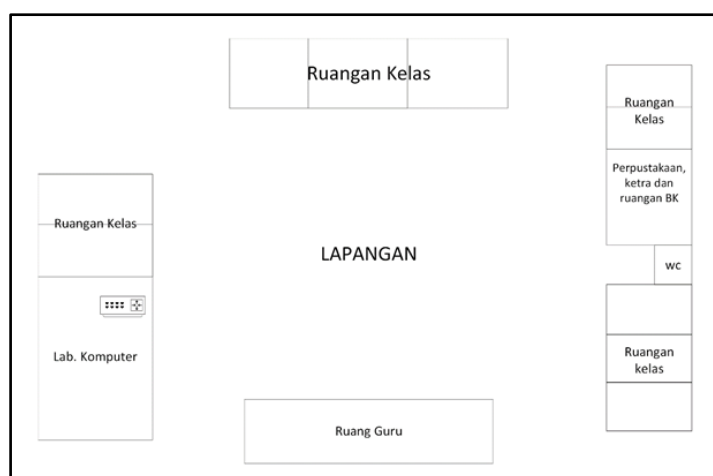 Ruangan Kelas
Ruangan
Kelas
Perpustakaan,
ketra dan
ruangan BK
Ruangan Kelas
LAPANGAN
wc
Lab. Komputer
Ruangan
kelas
Ruang Guru